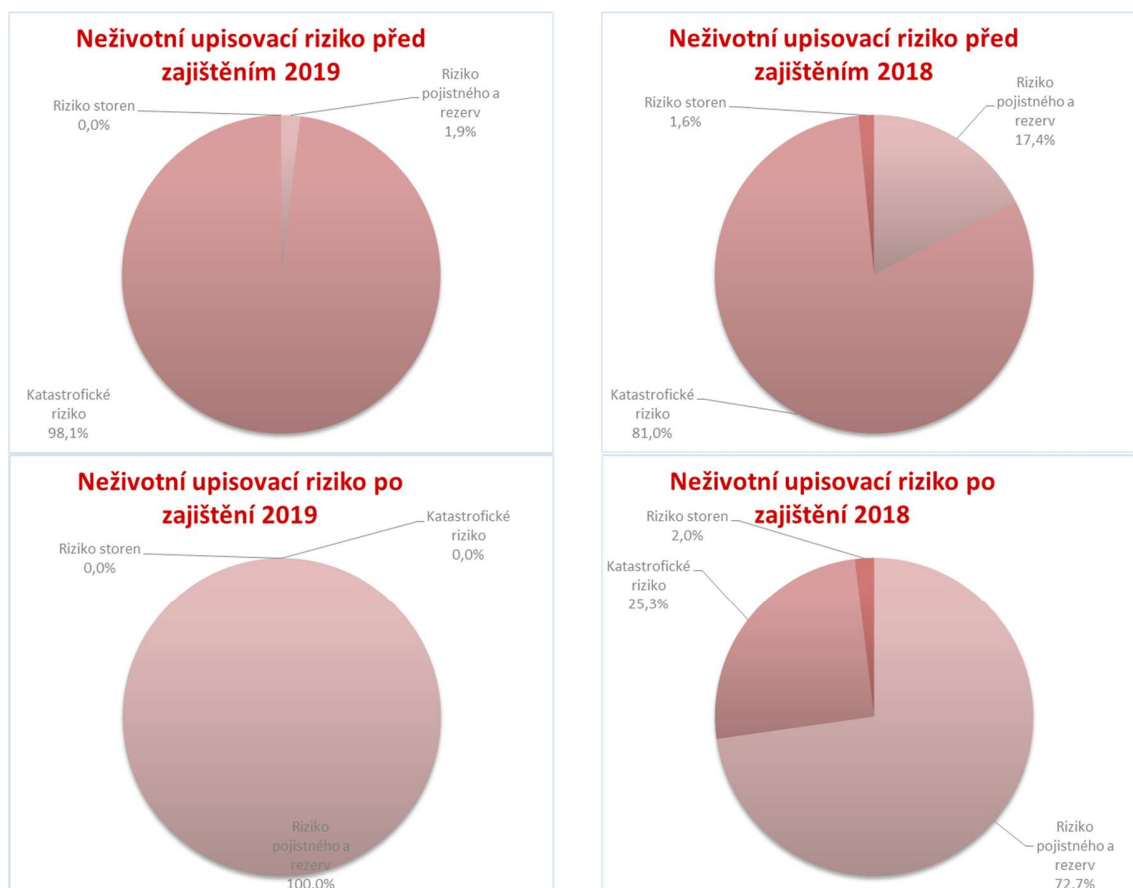 Neživotní upisovací riziko před
zajištěním 2019
Riziko storen
0,0%
Riziko
pojistného a
rezerv
1,9%
Katastrofické
riziko
98,1%
Neživotní upisovací riziko před
zajištěním 2018
Riziko storen
1,6%
Riziko
pojistného a
rezerv
17,4%
Katastrofické
riziko
81,0%
Neživotní upisovací riziko po
zajištění 2019
Riziko storen
0,0%
Katastrofické
riziko
0,0%
Riziko
pojistného a
rezerv
100,0%
Neživotní upisovací riziko po
zajištění 2018
Riziko storen
2,0%
Katastrofické
riziko
25,3%
Riziko
pojistného a
rezerv
72,7%